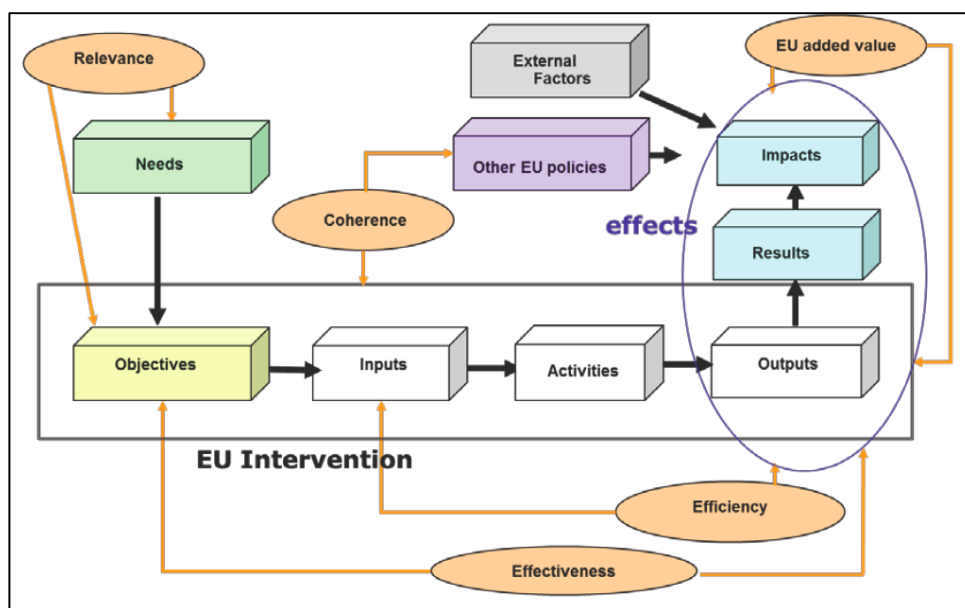 Relevance
External
Factors
EU added value
Needs
Other EU policies
Impacts
Coherence
effects
Results
Objectives
Inputs
Activities
Outputs
EU Intervention
Efficiency
Effectiveness